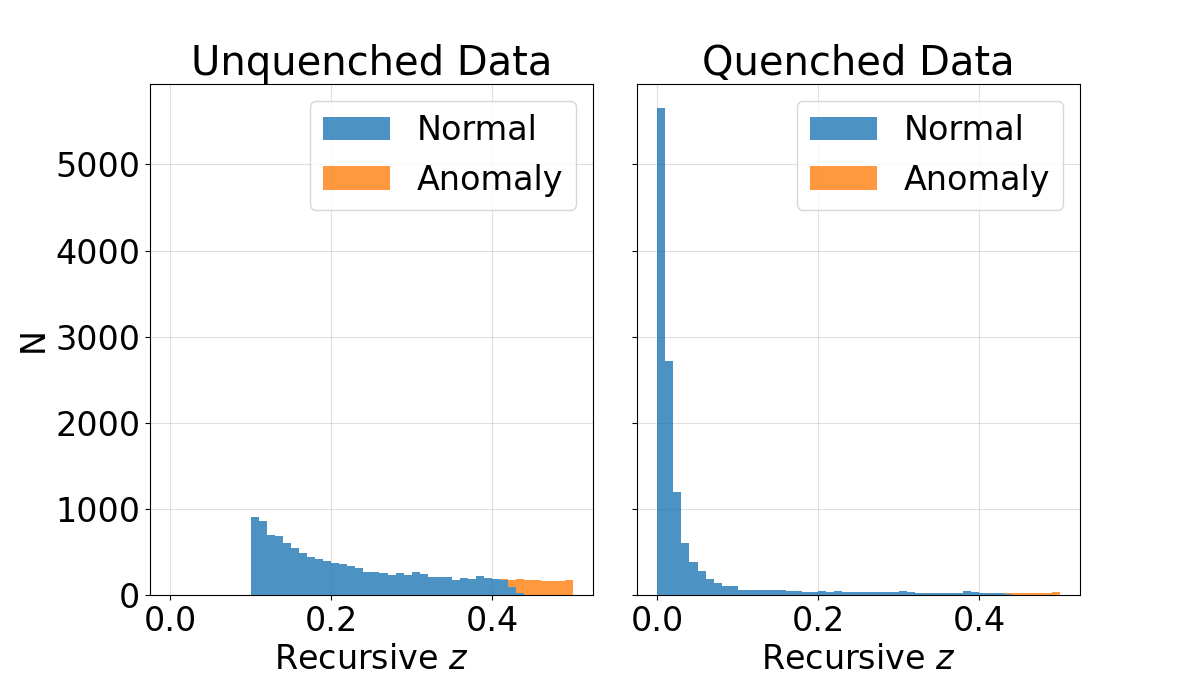 Unquenched Data
Quenched Data
Normal
Anomaly
Normal
Anomaly
5000
4000
3000
2000
1000
0
N
0.0 0.2 0.4
0.0 0.2 0.4
Recursive z
Recursive z